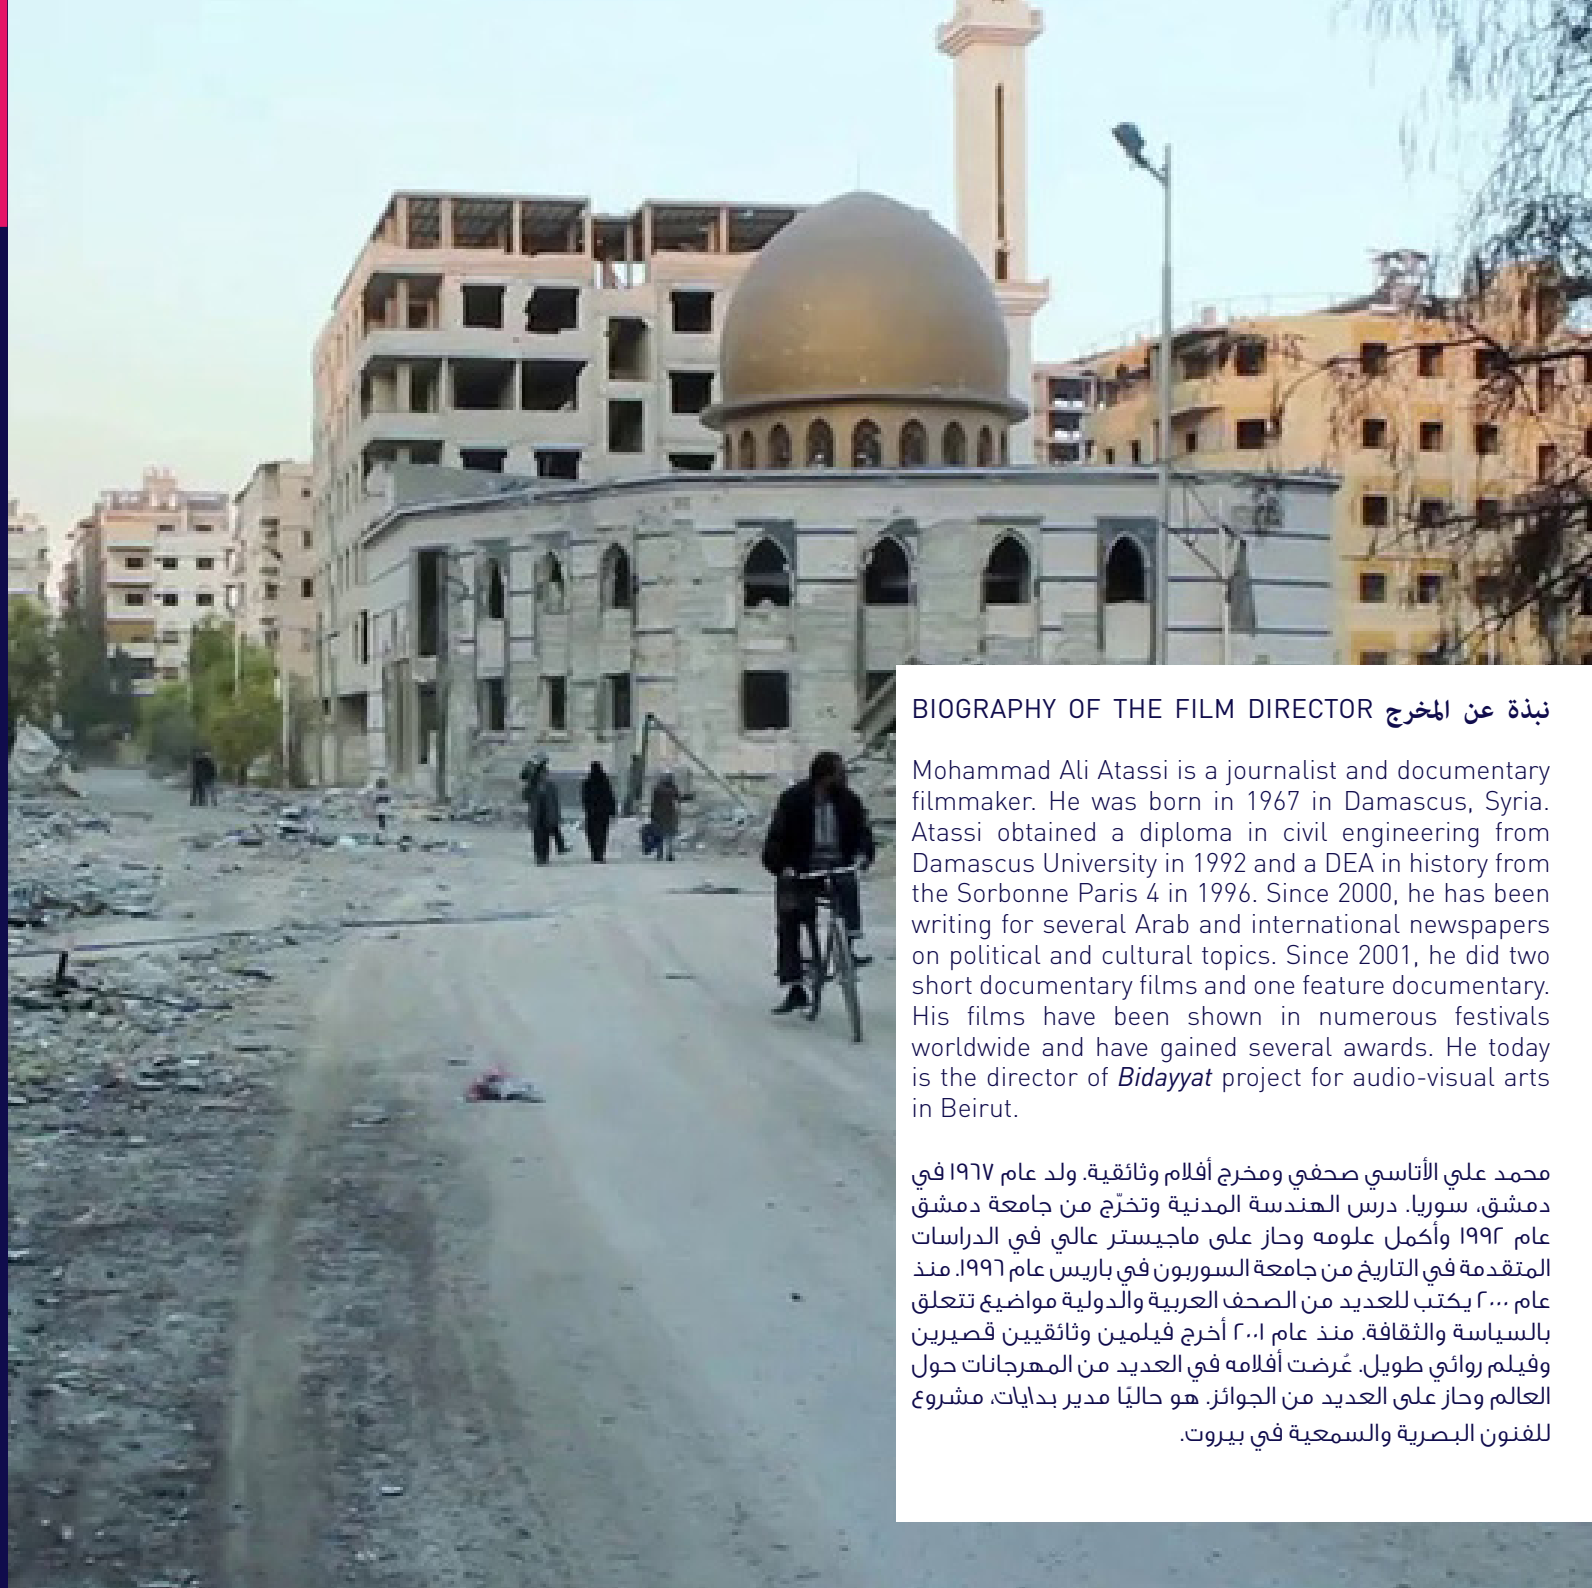 BIOGRAPHY OF THE FILM DIRECTOR نبذة عن المخرج
Mohammad Ali Atassi is a journalist and documentary
filmmaker. He was born in 1967 in Damascus, Syria.
Atassi obtained a diploma in civil engineering from
Damascus University in 1992 and a DEA in history from
the Sorbonne Paris 4 in 1996. Since 2000, he has been
writing for several Arab and international newspapers
on political and cultural topics. Since 2001, he did two
short documentary films and one feature documentary.
His films have been shown in numerous festivals
worldwide and have gained several awards. He today
is the director of Bidayyat project for audio-visual arts
in Beirut.
محمد علي الأتاسي صحفي ومخرج أفلام وثائقية. ولد عام ١٩٦٧ في
دمشق، سوريا. درس الهندسة المدنية وتخرّج من جامعة دمشق
عام ١٩٩٢ وأكمل علومه وحاز على ماجيستر عالي في الدراسات
المتقدمة في التاريخ من جامعة السوربون في باريس عام ١٩٩٦. منذ
عام ٢٠٠٠ يكتب للعديد من الصحف العربية والدولية مواضيع تتعلق
بالسياسة والثقافة. منذ عام ٢٠٠١ أخرج فيلمين وثائقيين قصيرين
وفيلم روائي طويل. عُرضت أفلامه في العديد من المهرجانات حول
العالم وحاز على العديد من الجوائز. هو حاليًا مدير بدايات، مشروع
للفنون البصرية والسمعية في بيروت.